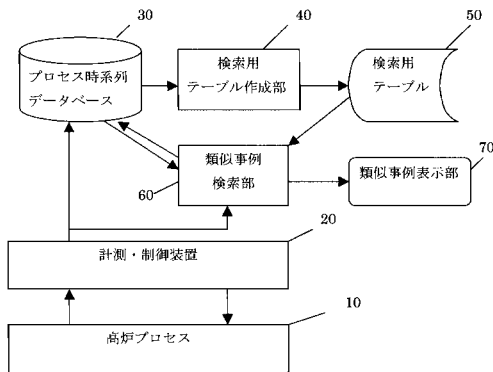 30
40
50
プロセス時系列
データベース
検索用
テーブル作成部
検索用
テーブル
類似事例
検索部
60
類似事例表示部
70
20
計測・制御装置
10
高炉プロセス